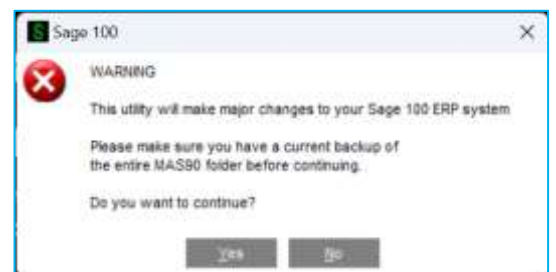 Sage 100
WARNING
This utility will make major changes to your Sage 100 ERP system
Please make sure you have a current backup of
the entire MAS90 folder before continuing.
Do you want to continue?
Yes
No